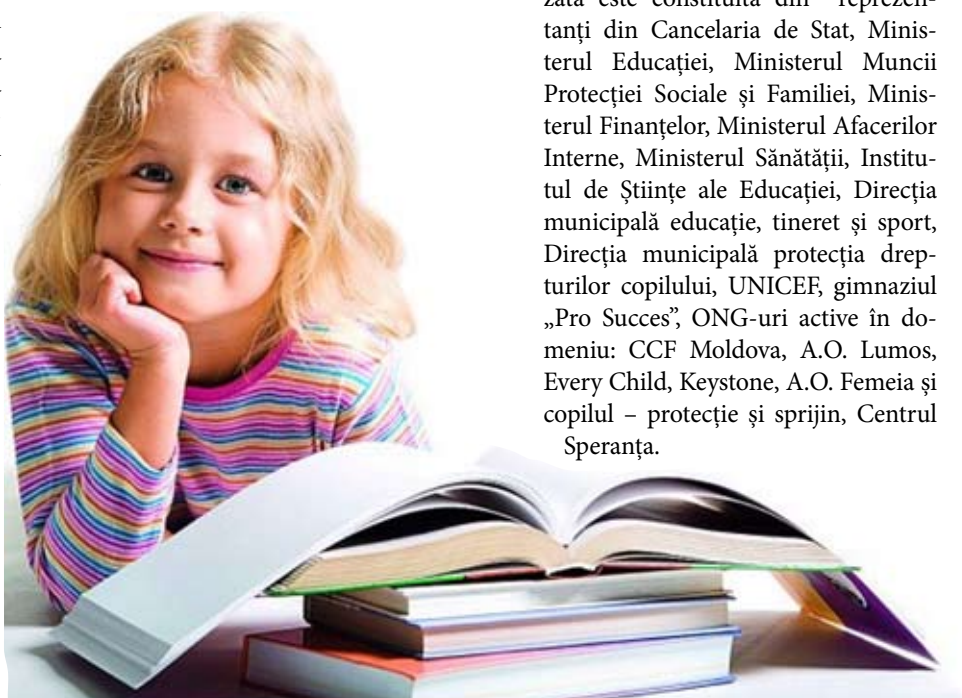 zată este constituită din reprezen-
tanți din Cancelaria de Stat, Minis-
terul Educației, Ministerul Muncii
Protecției Sociale și Familiei, Minis-
terul Finanțelor, Ministerul Afacerilor
Interne, Ministerul Sănătății, Institu-
tul de Științe ale Educației, Direcția
municipală educație, tineret și sport,
Direcția municipală protecția drep-
turilor copilului, UNICEF, gimnaziul
„Pro Succes”, ONG-uri active în do-
meniu: CCF Moldova, A.O. Lumos,
Every Child, Keystone, A.O. Femeia și
copilul – protecție și sprijin, Centrul
Speranța.